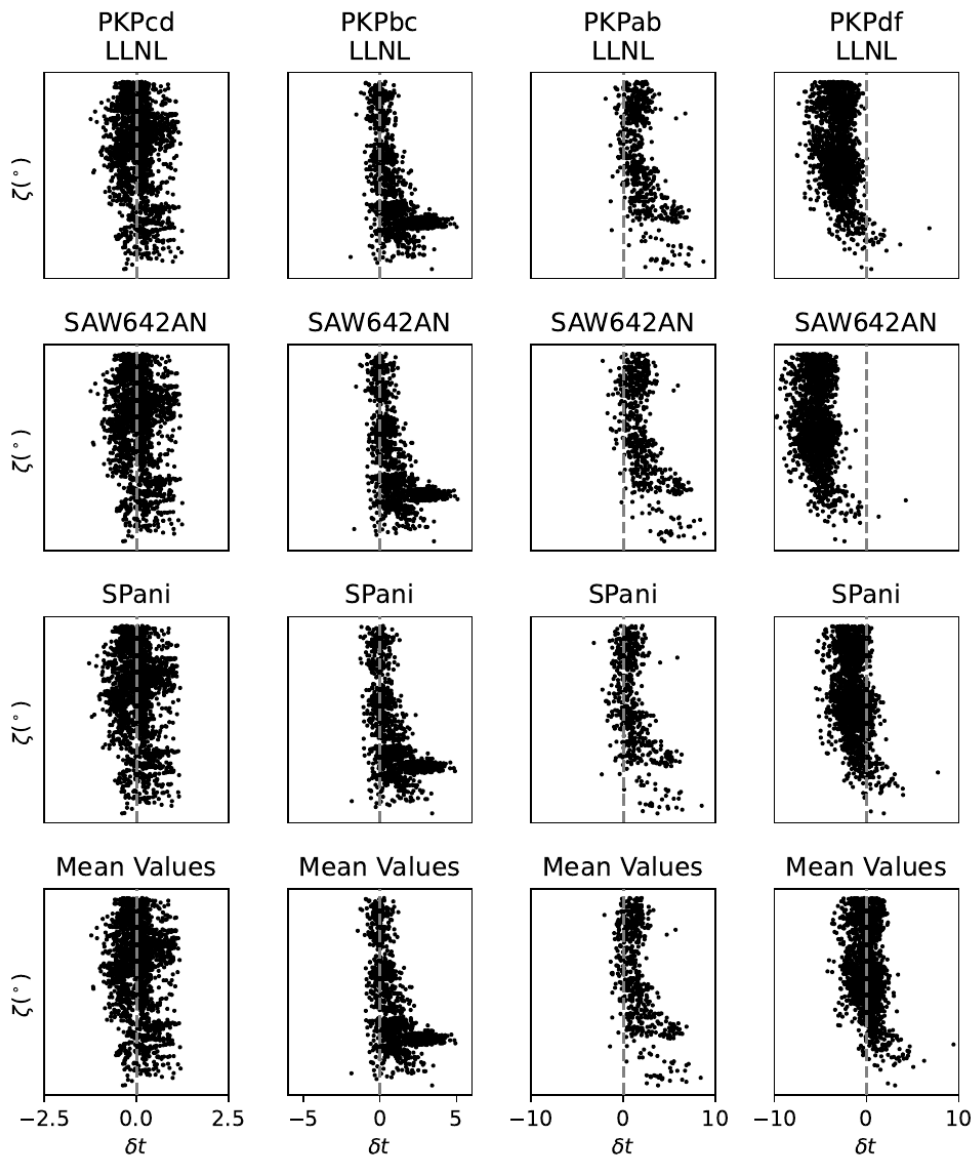 PKPcd PKPbc PKPab PKPdf
LLNL LLNL LLNL LLNL
ζ(°)
SAW642AN SAW642AN SAW642AN SAW642AN
ζ(°)
SPani SPani SPani SPani
ζ(°)
Mean Values Mean Values Mean Values Mean Values
ζ(°)
−2.5 0.0 2.5 −5 0 5 −10 0 10 −10 0 10
δt δt δt δt